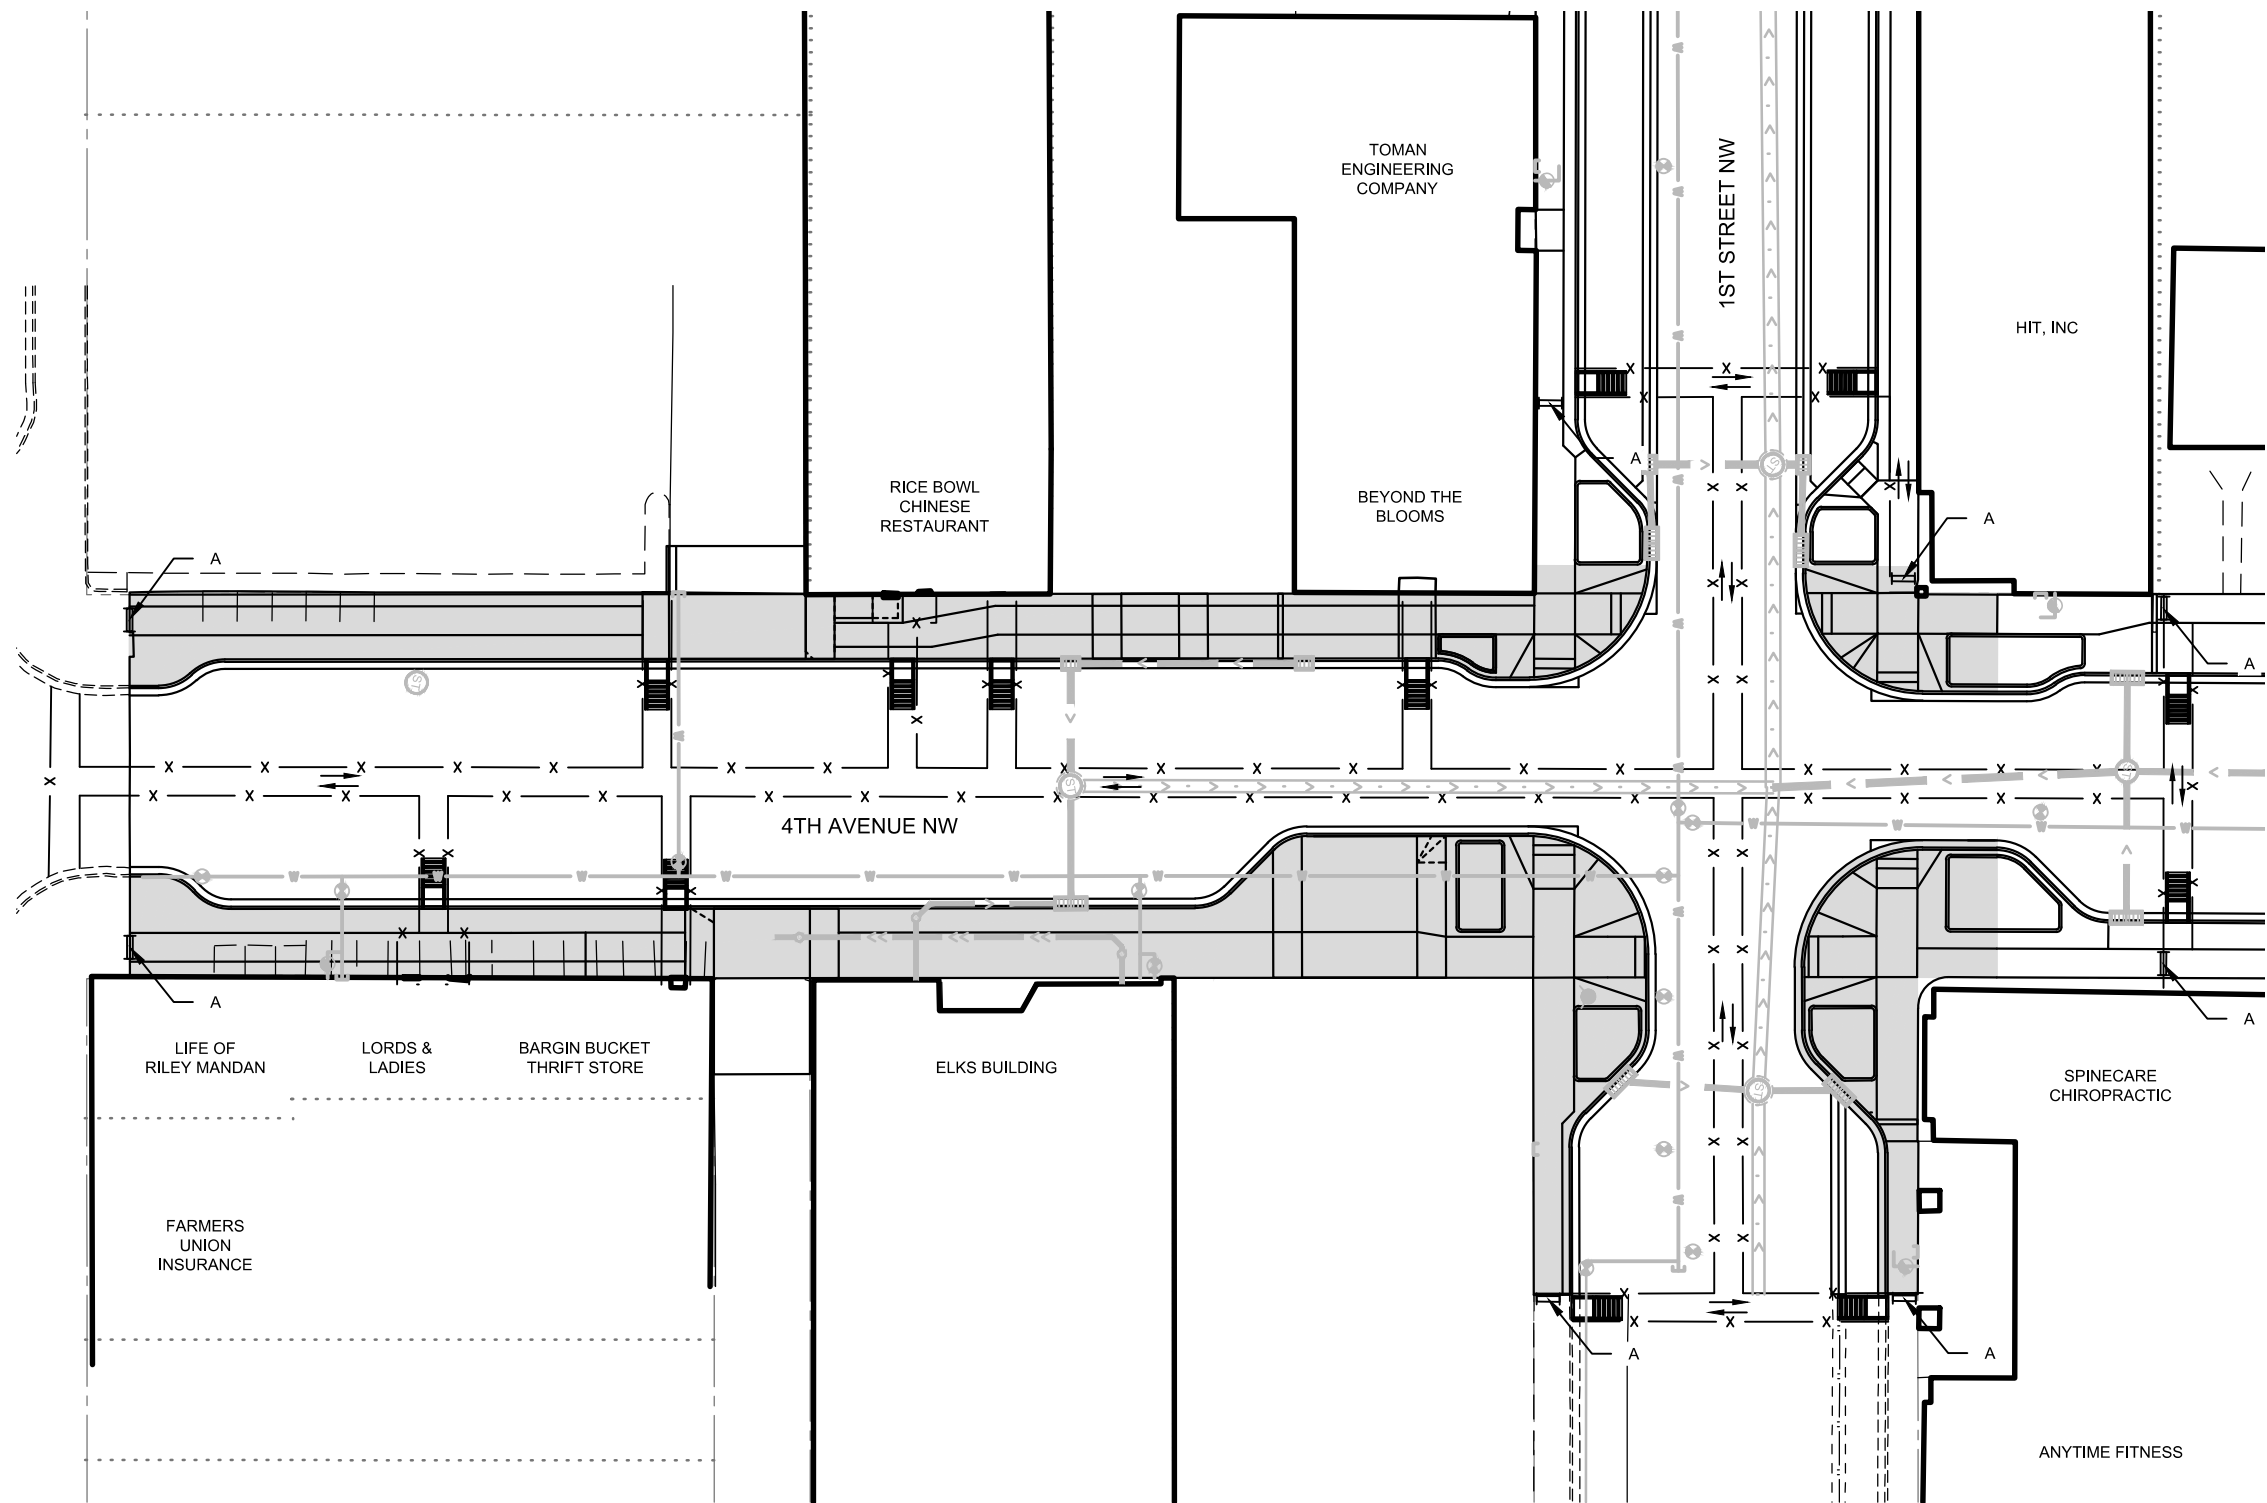 TOMAN
ENGINEERING
COMPANY
1ST STREET NW
HIT, INC
RICE BOWL
CHINESE
RESTAURANT
BEYOND THE
BLOOMS
A
A
A
A
4TH AVENUE NW
A
A
LIFE OF
RILEY MANDAN
LORDS &
LADIES
BARGIN BUCKET
THRIFT STORE
ELKS BUILDING
SPINECARE
CHIROPRACTIC
FARMERS
UNION
INSURANCE
A
A
ANYTIME FITNESS